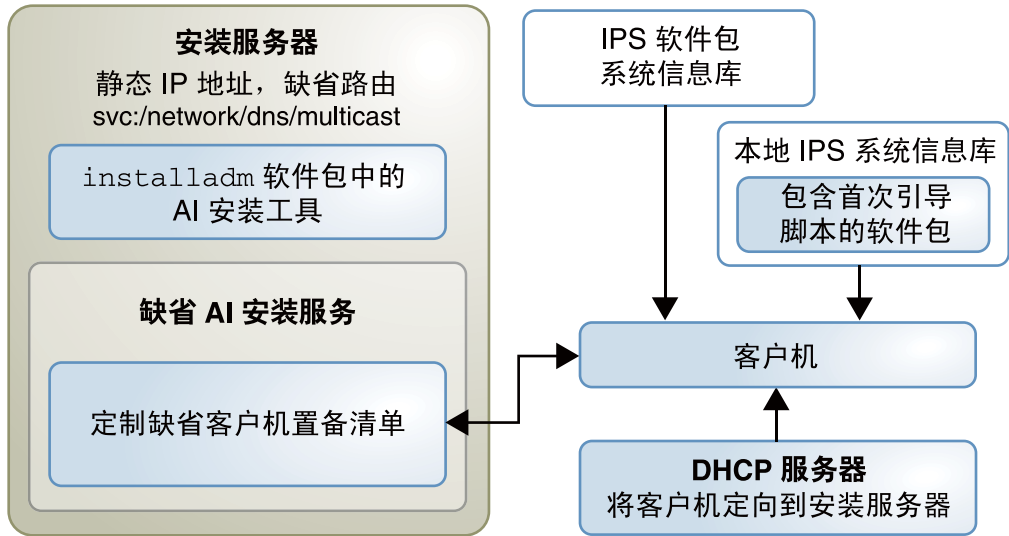 安装服务器
静态 IP 地址，缺省路由
svc:/network/dns/multicast
installadm 软件包中的
AI 安装工具
缺省 AI 安装服务
定制缺省客户机置备清单
IPS 软件包
系统信息库
本地 IPS 系统信息库
包含首次引导
脚本的软件包
客户机
DHCP 服务器
将客户机定向到安装服务器